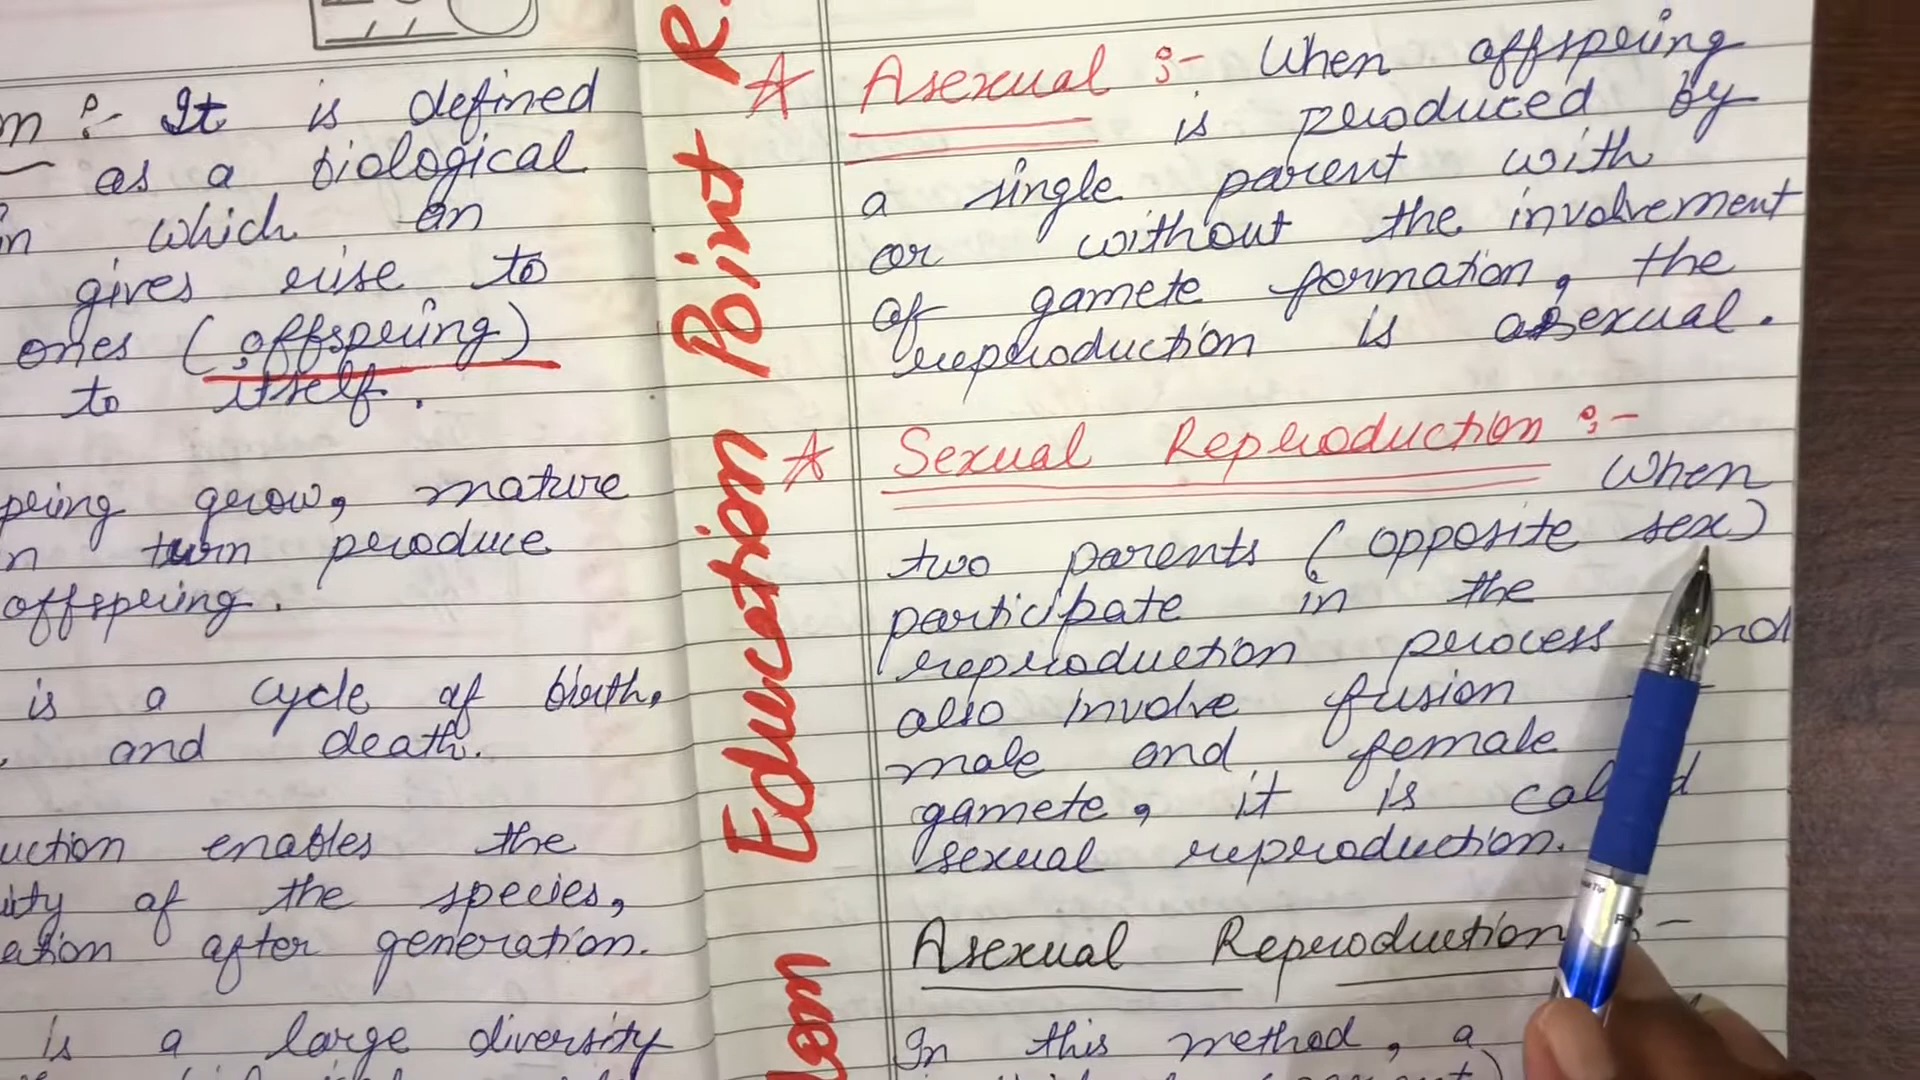 m :- It is defined
as a biological
in which an
gives rise to
ones (offspring)
to itself.
pring grow, mature
n turn produce
offspring.
is a cycle of birth,
and death.
uction enables the
uity of the species,
ation after generation.
is a large diversity
Education Point R.
☆ Asexual :- When offspring
is produced by
a single parent with
or without the involvement
of gamete formation, the
reproduction is asexual.
☆ Sexual Reproduction :-
When
two parents (opposite sex)
participate in the
reproduction process and
also involve fusion
male and female
gamete, it is called
sexual reproduction.
Asexual Reproduction :-
In this method, a